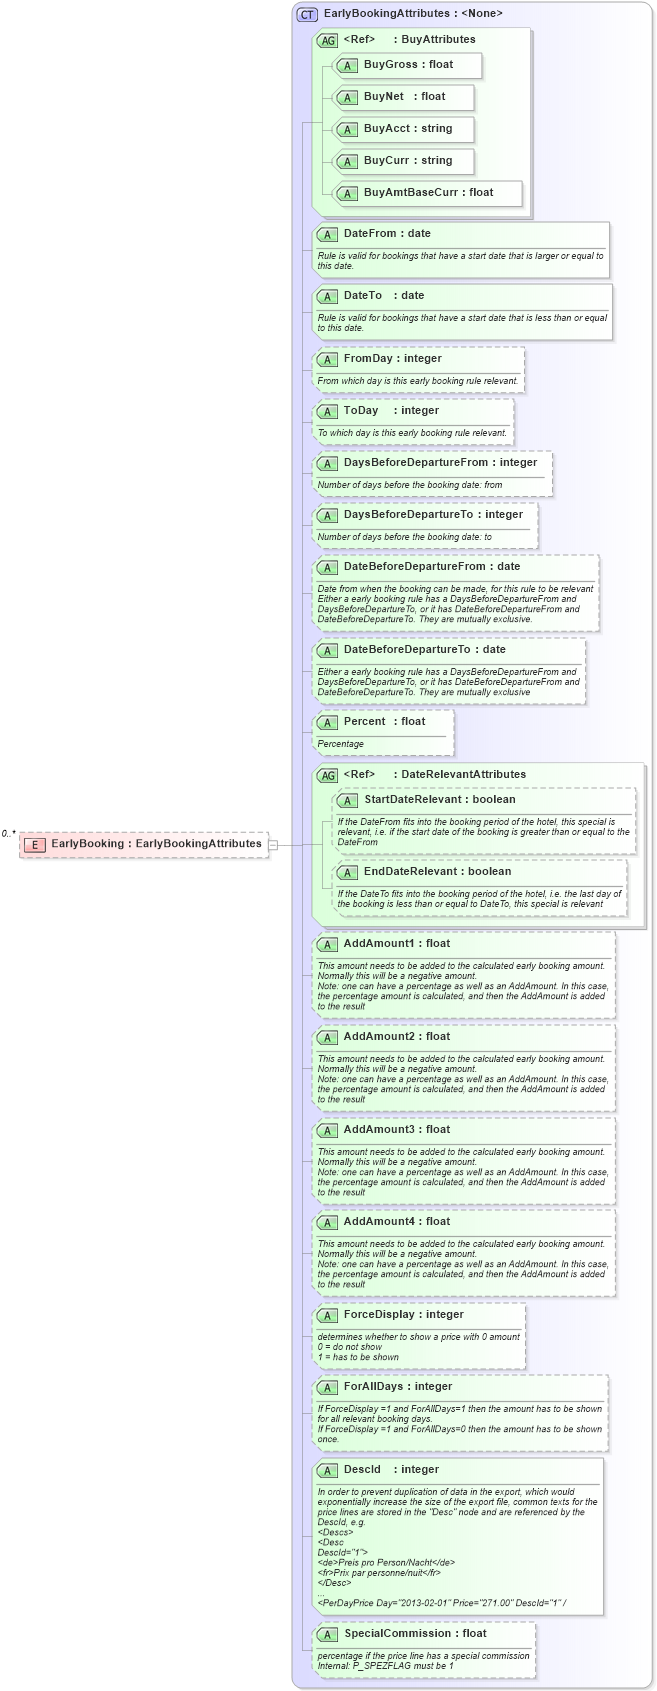 CT EarlyBookingAttributes : <None>
AG <Ref> : BuyAttributes
A BuyGross : float
A BuyNet : float
A BuyAcct : string
A BuyCurr : string
A BuyAmtBaseCurr : float
A DateFrom : date
Rule is valid for bookings that have a start date that is larger or equal to
this date.
A DateTo : date
Rule is valid for bookings that have a start date that is less than or equal
to this date.
A FromDay : integer
From which day is this early booking rule relevant.
A ToDay : integer
To which day is this early booking rule relevant.
A DaysBeforeDepartureFrom : integer
Number of days before the booking date: from
A DaysBeforeDepartureTo : integer
Number of days before the booking date: to
A DateBeforeDepartureFrom : date
Date from when the booking can be made, for this rule to be relevant
Either a early booking rule has a DaysBeforeDepartureFrom and
DaysBeforeDepartureTo, or it has DateBeforeDepartureFrom and
DateBeforeDepartureTo. They are mutually exclusive.
A DateBeforeDepartureTo : date
Either a early booking rule has a DaysBeforeDepartureFrom and
DaysBeforeDepartureTo, or it has DateBeforeDepartureFrom and
DateBeforeDepartureTo. They are mutually exclusive
A Percent : float
Percentage
AG <Ref> : DateRelevantAttributes
A StartDateRelevant : boolean
If the DateFrom fits into the booking period of the hotel, this special is
relevant, i.e. if the start date of the booking is greater than or equal to the
DateFrom
0..*
E EarlyBooking : EarlyBookingAttributes
A EndDateRelevant : boolean
If the DateTo fits into the booking period of the hotel, i.e. the last day of
the booking is less than or equal to DateTo, this special is relevant
A AddAmount1 : float
This amount needs to be added to the calculated early booking amount.
Normally this will be a negative amount.
Note: one can have a percentage as well as an AddAmount. In this case,
the percentage amount is calculated, and then the AddAmount is added
to the result
A AddAmount2 : float
This amount needs to be added to the calculated early booking amount.
Normally this will be a negative amount.
Note: one can have a percentage as well as an AddAmount. In this case,
the percentage amount is calculated, and then the AddAmount is added
to the result
A AddAmount3 : float
This amount needs to be added to the calculated early booking amount.
Normally this will be a negative amount.
Note: one can have a percentage as well as an AddAmount. In this case,
the percentage amount is calculated, and then the AddAmount is added
to the result
A AddAmount4 : float
This amount needs to be added to the calculated early booking amount.
Normally this will be a negative amount.
Note: one can have a percentage as well as an AddAmount. In this case,
the percentage amount is calculated, and then the AddAmount is added
to the result
A ForceDisplay : integer
determines whether to show a price with 0 amount
0 = do not show
1 = has to be shown
A ForAllDays : integer
If ForceDisplay =1 and ForAllDays=1 then the amount has to be shown
for all relevant booking days.
If ForceDisplay =1 and ForAllDays=0 then the amount has to be shown
once.
A DescId : integer
In order to prevent duplication of data in the export, which would
exponentially increase the size of the export file, common texts for the
price lines are stored in the "Desc" node and are referenced by the
DescId, e.g.
<Descs>
<Desc
DescId="1">
<de>Preis pro Person/Nacht</de>
<fr>Prix par personne/nuit</fr>
</Desc>
...
<PerDayPrice Day="2013-02-01" Price="271.00" DescId="1" /
A SpecialCommission : float
percentage if the price line has a special commission
Internal: P_SPEZFLAG must be 1